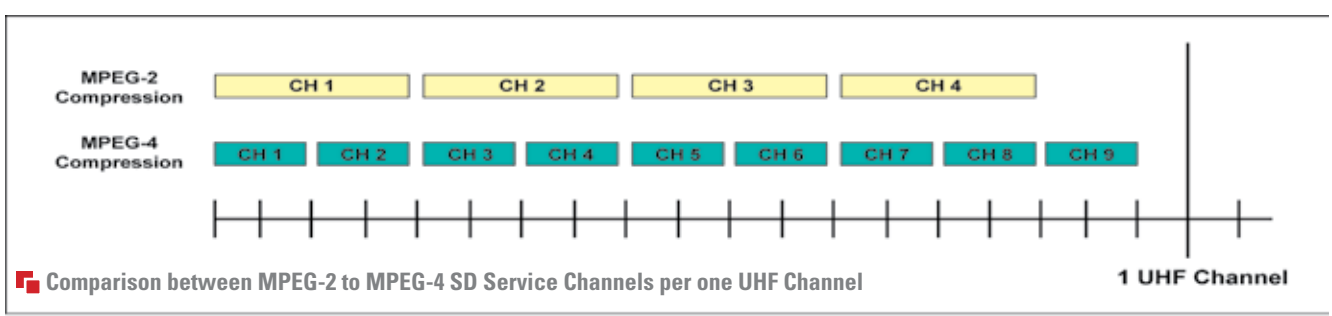 MPEG-2
Compression
CH 1 CH 2 CH 3 CH 4
MPEG-4
Compression
CH 1 CH 2 CH 3 CH 4 CH 5 CH 6 CH 7 CH 8 CH 9
1 UHF Channel
Comparison between MPEG-2 to MPEG-4 SD Service Channels per one UHF Channel